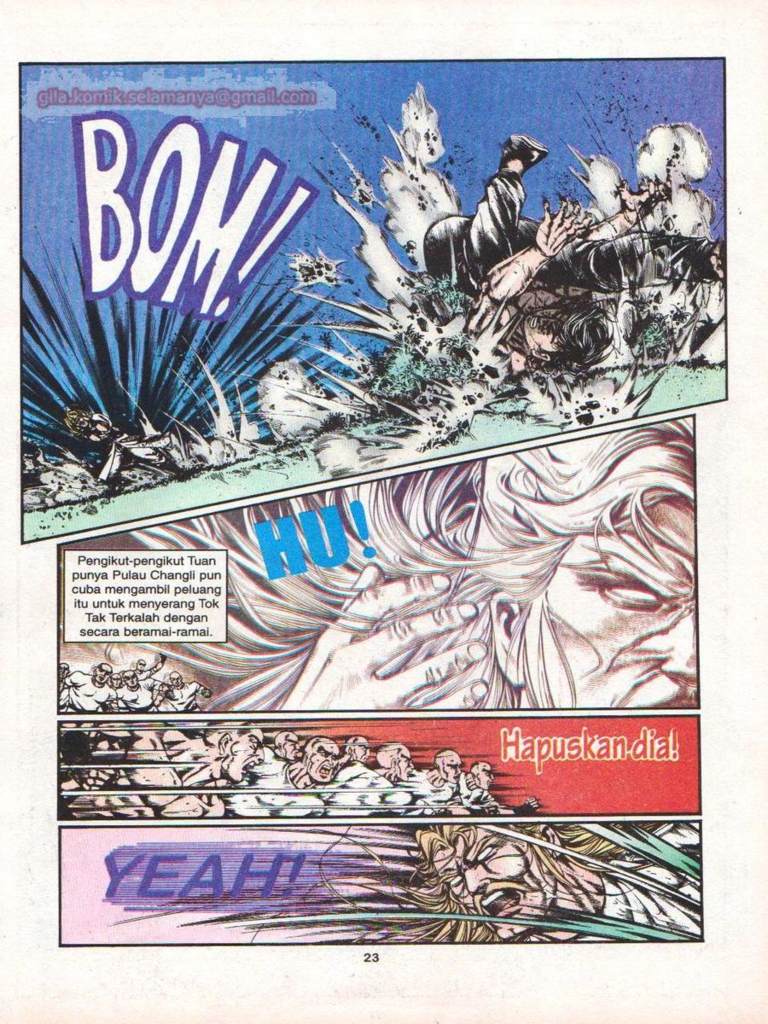 gila.komik.selamanya@gmail.com
BOM!
HU!
Pengikut-pengikut Tuan
punya Pulau Changli pun
cuba mengambil peluang
itu untuk menyerang Tok
Tak Terkalah dengan
secara beramai-ramai.
Hapuskan dia!
YEAH!
23